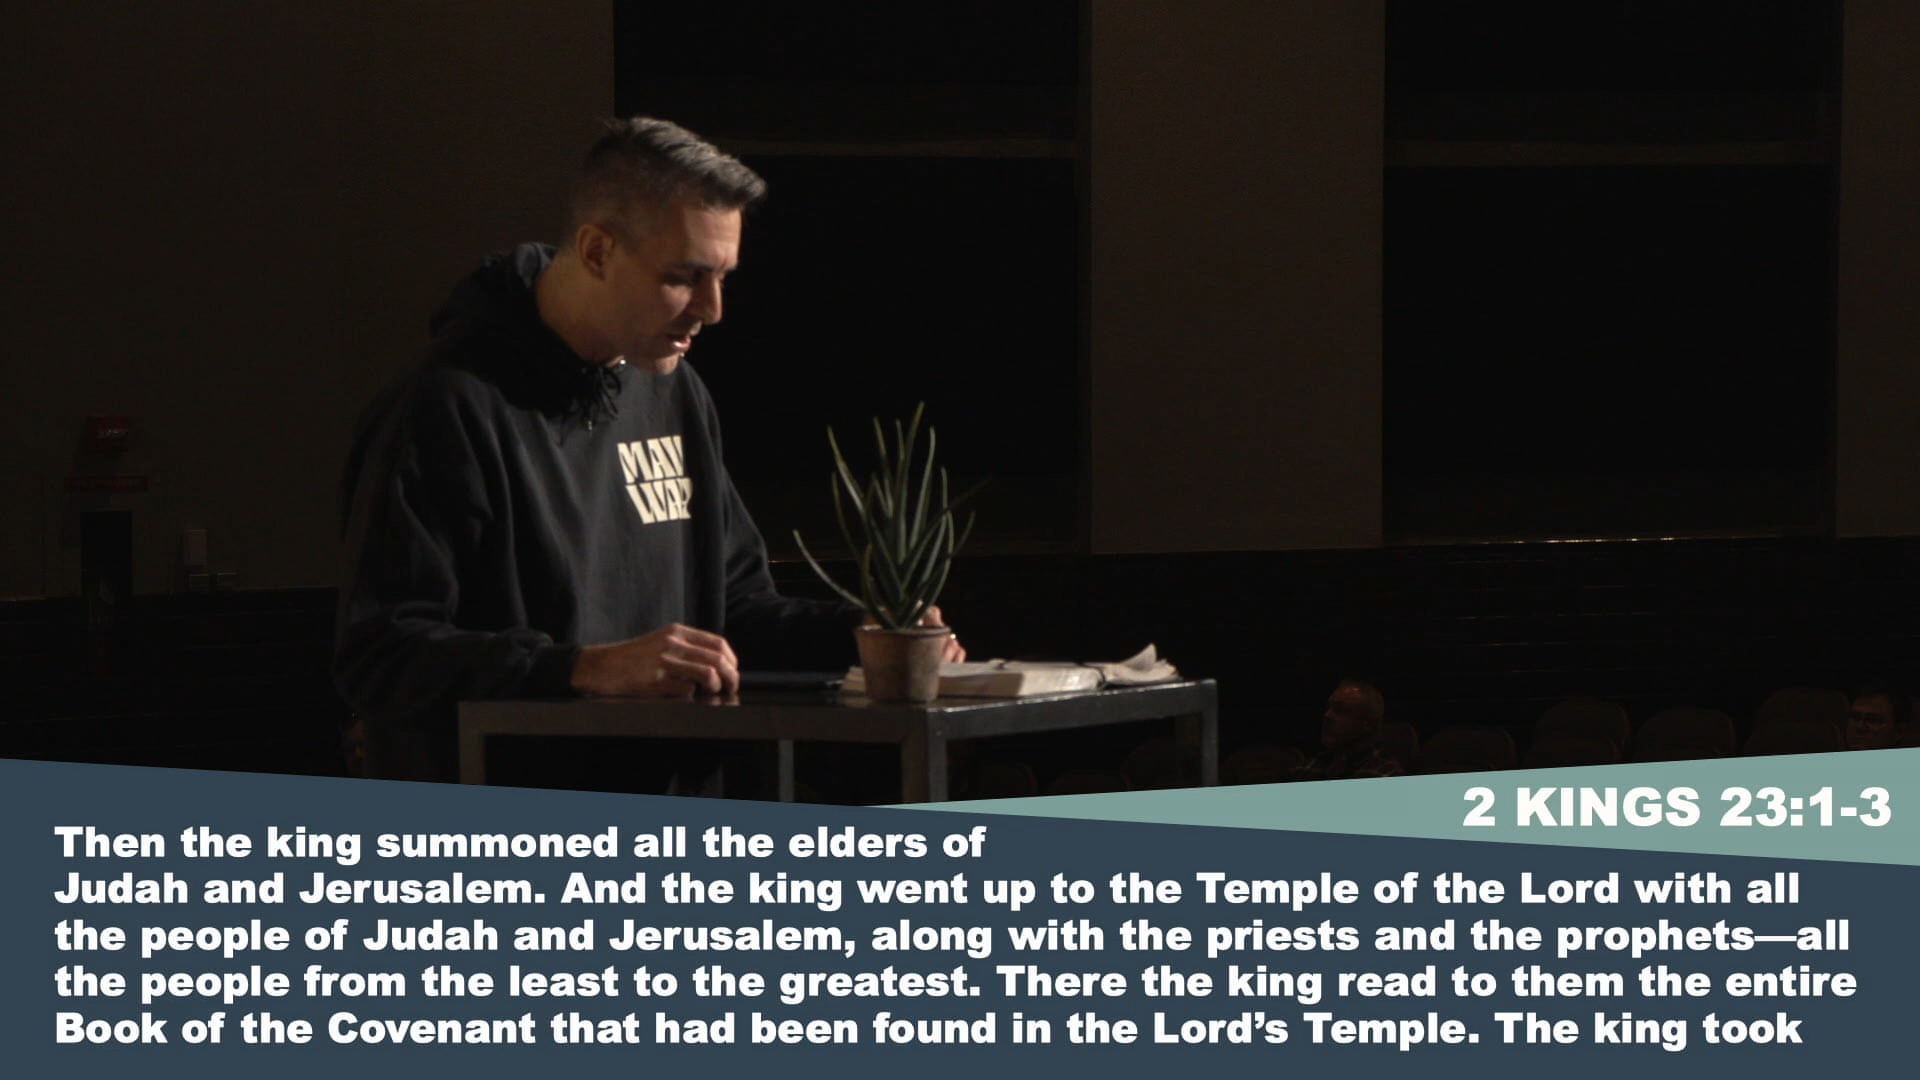 MAV
WAR
2 KINGS 23:1-3
Then the king summoned all the elders of
Judah and Jerusalem. And the king went up to the Temple of the Lord with all
the people of Judah and Jerusalem, along with the priests and the prophets—all
the people from the least to the greatest. There the king read to them the entire
Book of the Covenant that had been found in the Lord’s Temple. The king took